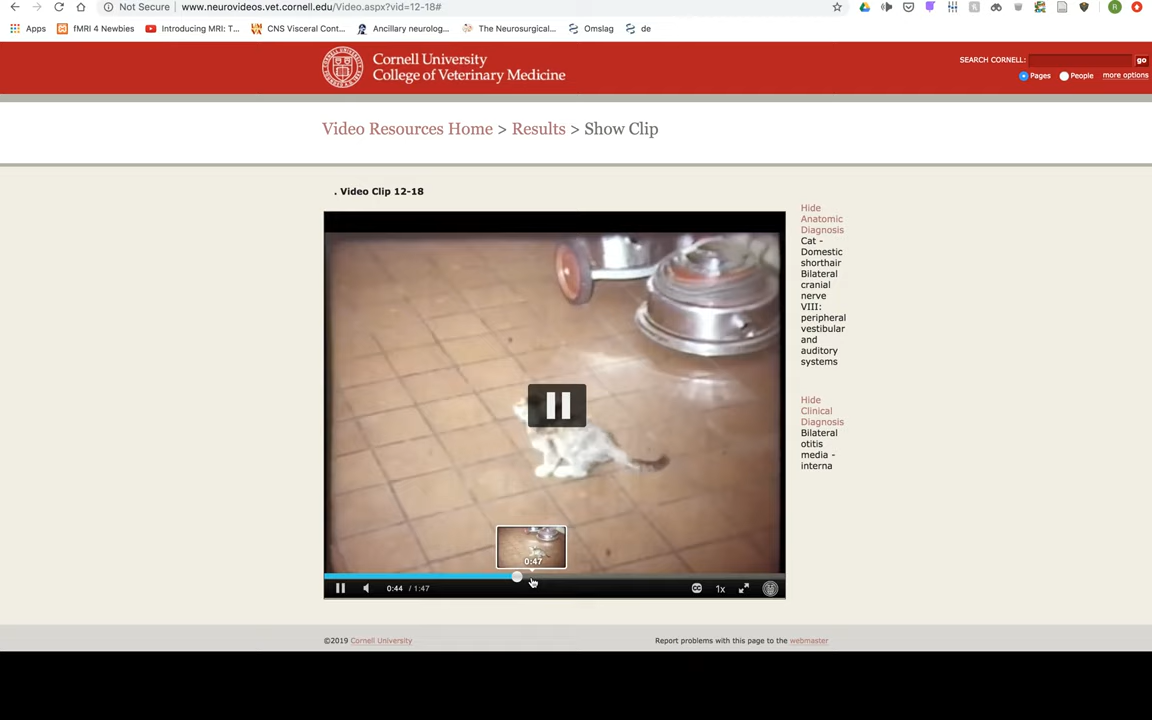 Not Secure www.neurovideos.vet.cornell.edu/Video.aspx?vid=12-18#
Apps fMRI 4 Newbies Introducing MRI: T... CNS Visceral Cont... Ancillary neurolog... The Neurosurgical... Omslag de
R
Cornell University
College of Veterinary Medicine
SEARCH CORNELL: go
Pages People more options
Video Resources Home > Results > Show Clip
. Video Clip 12-18
Hide
Anatomic
Diagnosis
Cat -
Domestic
shorthair
Bilateral
cranial
nerve
VIII:
peripheral
vestibular
and
auditory
systems
Hide
Clinical
Diagnosis
Bilateral
otitis
media -
interna
0:47
0:44 / 1:47
CC 1x
©2019 Cornell University
Report problems with this page to the webmaster